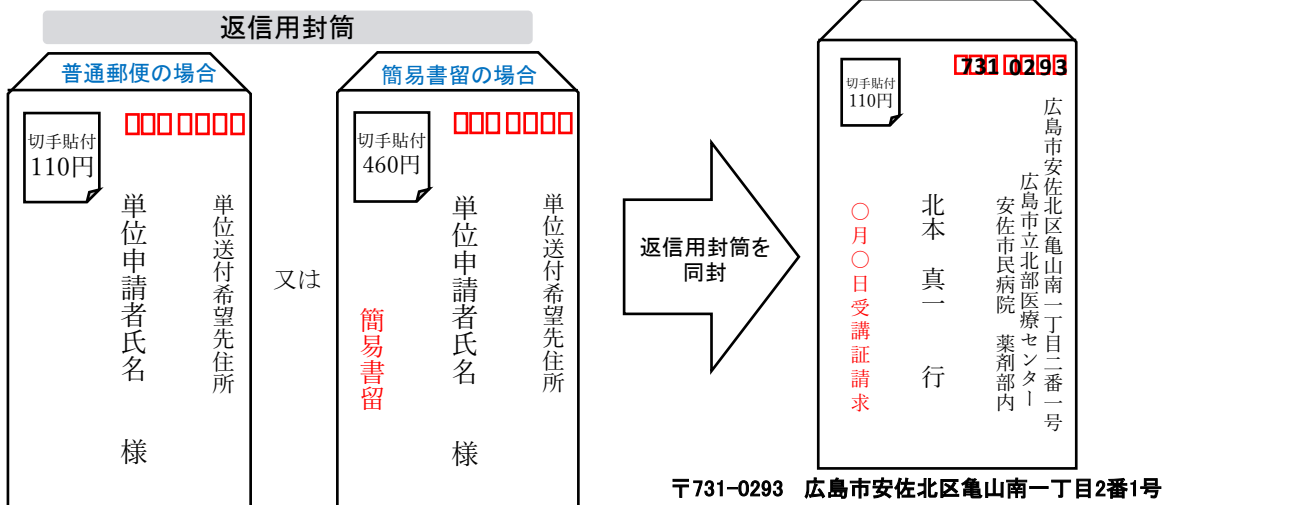 返信用封筒
普通郵便の場合
切手貼付
110円
単位送付希望先住所
単位申請者氏名　様
又は
簡易書留の場合
切手貼付
460円
単位送付希望先住所
単位申請者氏名　様
簡易書留
返信用封筒を
同封
切手貼付
110円
731 0293
広島市安佐北区亀山南一丁目二番一号
広島市立北部医療センター
安佐市民病院　薬剤部内
北本　真一　行
〇月〇日受講証請求
〒731-0293　広島市安佐北区亀山南一丁目2番1号